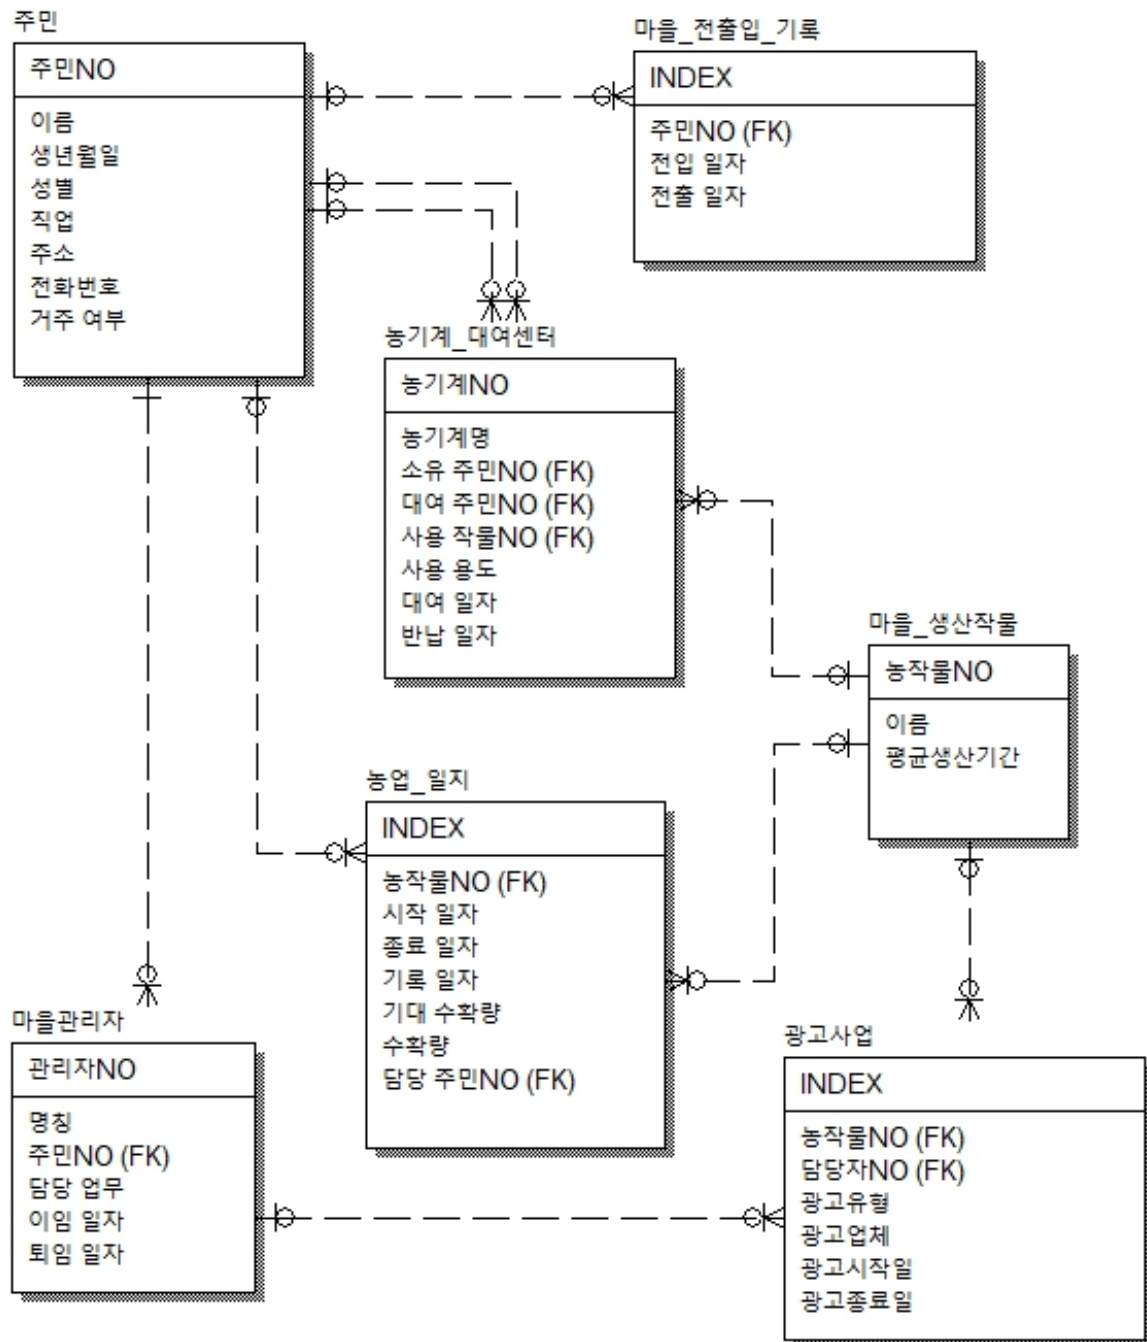 주민
주민NO
이름
생년월일
성별
직업
주소
전화번호
거주 여부
마을_전출입_기록
INDEX
주민NO (FK)
전입 일자
전출 일자
농기계_대여센터
농기계NO
농기계명
소유 주민NO (FK)
대여 주민NO (FK)
사용 작물NO (FK)
사용 용도
대여 일자
반납 일자
마을_생산작물
농작물NO
이름
평균생산기간
농업_일지
INDEX
농작물NO (FK)
시작 일자
종료 일자
기록 일자
기대 수확량
수확량
담당 주민NO (FK)
마을관리자
관리자NO
명칭
주민NO (FK)
담당 업무
이임 일자
퇴임 일자
광고사업
INDEX
농작물NO (FK)
담당자NO (FK)
광고유형
광고업체
광고시작일
광고종료일